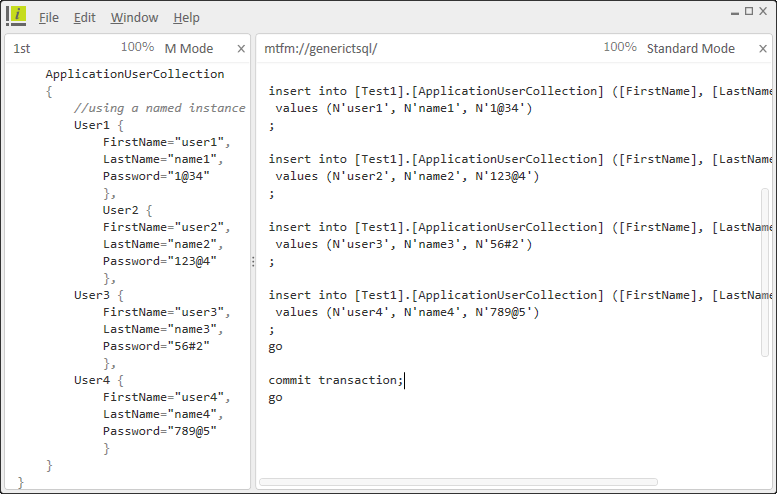 File Edit Window Help
1st 100% M Mode ×
ApplicationUserCollection
{
//using a named instance
User1 {
FirstName="user1",
LastName="name1",
Password="1@34"
},
User2 {
FirstName="user2",
LastName="name2",
Password="123@4"
},
User3 {
FirstName="user3",
LastName="name3",
Password="56#2"
},
User4 {
FirstName="user4",
LastName="name4",
Password="789@5"
}
}
}
mtfm://generictsql/ 100% Standard Mode ×
insert into [Test1].[ApplicationUserCollection] ([FirstName], [LastName
values (N'user1', N'name1', N'1@34')
;
insert into [Test1].[ApplicationUserCollection] ([FirstName], [LastName
values (N'user2', N'name2', N'123@4')
;
insert into [Test1].[ApplicationUserCollection] ([FirstName], [LastName
values (N'user3', N'name3', N'56#2')
;
insert into [Test1].[ApplicationUserCollection] ([FirstName], [LastName
values (N'user4', N'name4', N'789@5')
;
go
commit transaction;
go